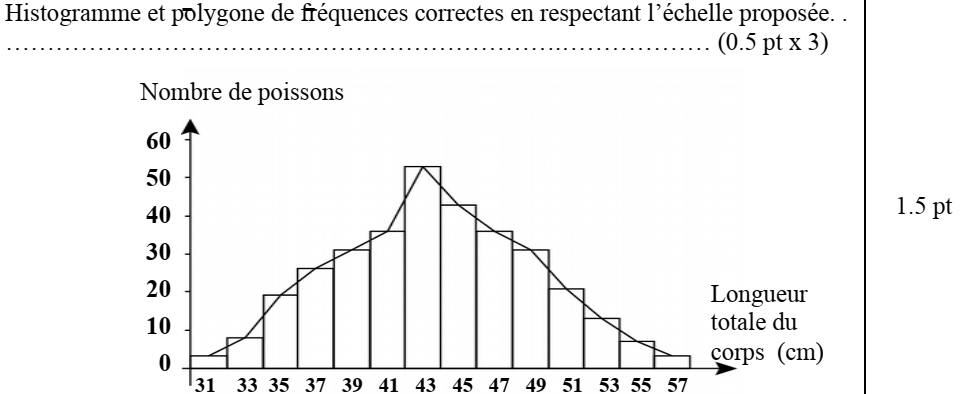 Histogramme et polygone de fréquences correctes en respectant l’échelle proposée. .
……………………………………………………………………………… (0.5 pt x 3)
1.5 pt
Nombre de poissons
60
50
40
30
20
10
0
Longueur
totale du
corps (cm)
31 33 35 37 39 41 43 45 47 49 51 53 55 57